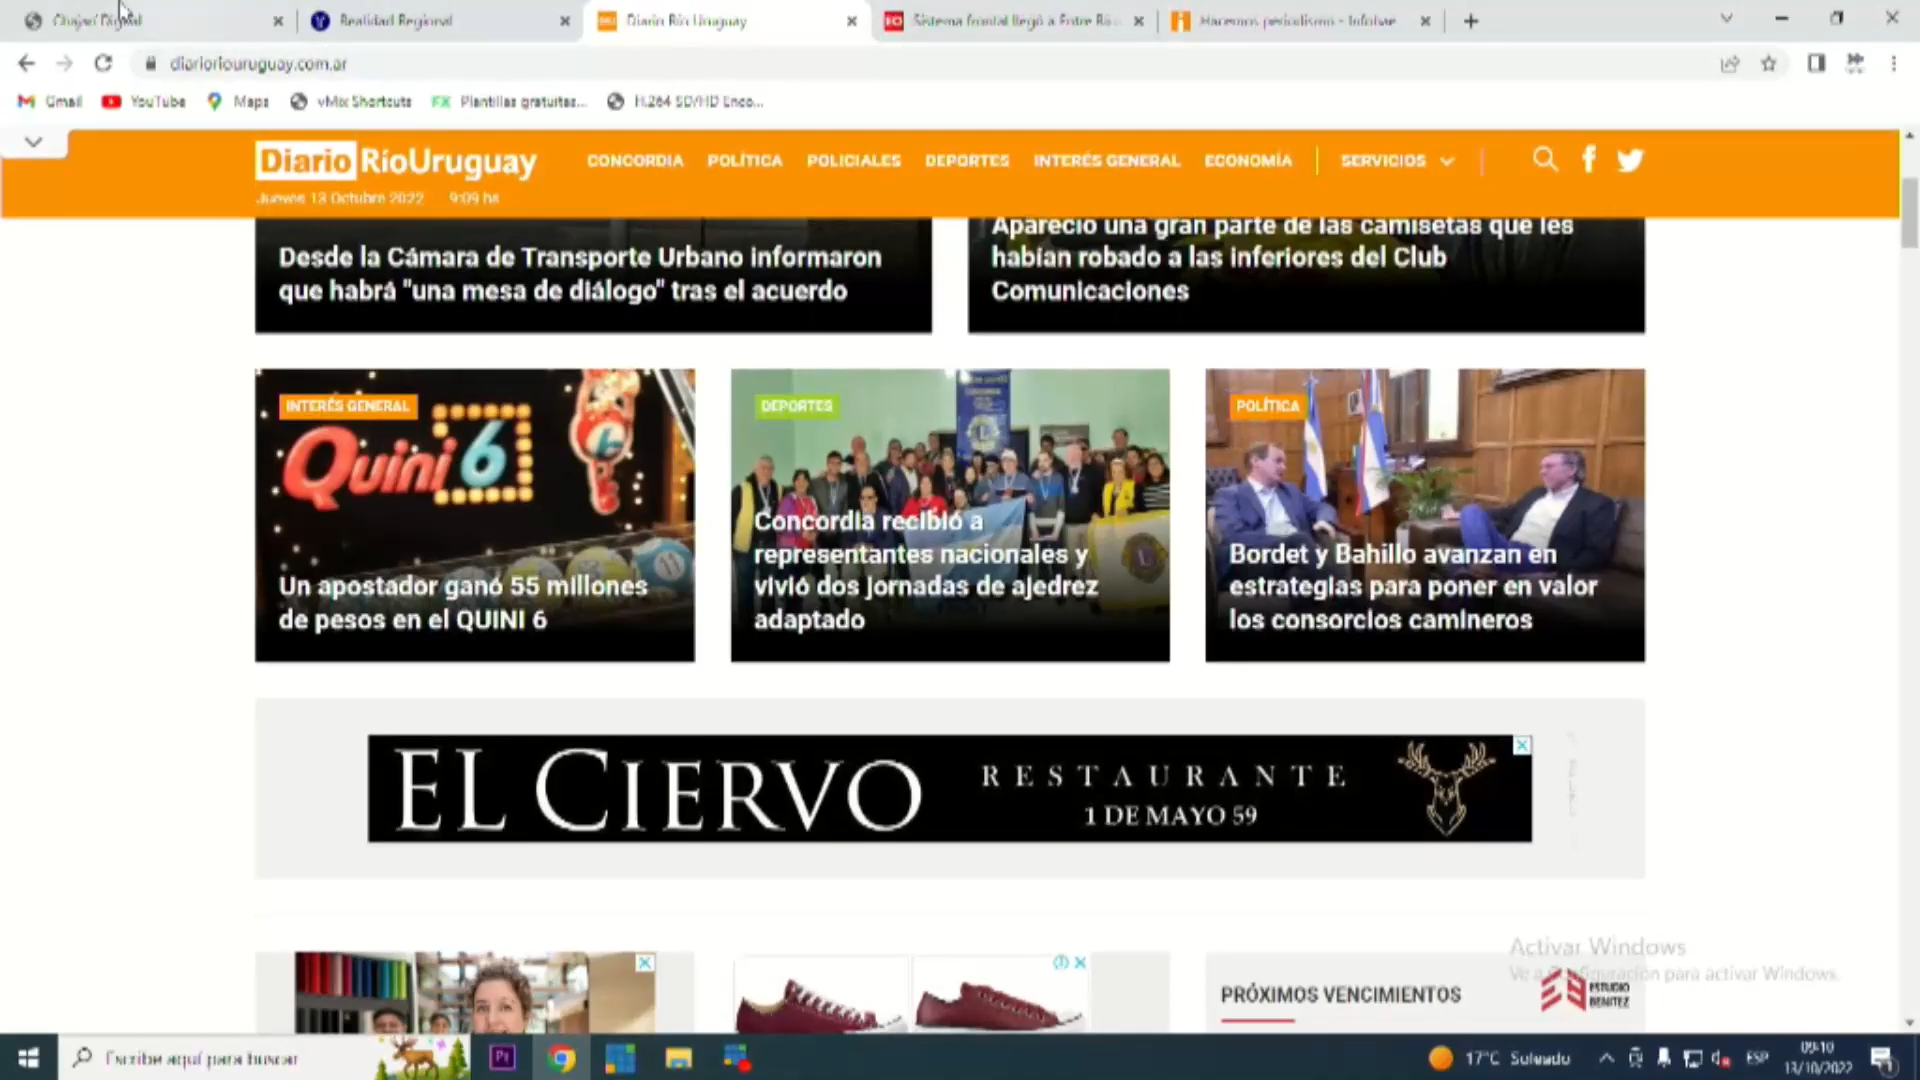 Chajarí Digital
Realidad Regional
Diario Río Uruguay
Sistema frontal llegó a Entre Río
Hacemos periodismo - Infobae
diarioriouruguay.com.ar
Gmail
YouTube
Maps
vMix Shortcuts
Plantillas gratuitas...
H.264 SD/HD Enco...
Diario RíoUruguay
CONCORDIA
POLÍTICA
POLICIALES
DEPORTES
INTERÉS GENERAL
ECONOMÍA
SERVICIOS
Jueves 13 Octubre 2022 9:09 hs
Desde la Cámara de Transporte Urbano informaron
que habrá "una mesa de diálogo" tras el acuerdo
Apareció una gran parte de las camisetas que les
habían robado a las inferiores del Club
Comunicaciones
INTERÉS GENERAL
Quini 6
Un apostador ganó 55 millones
de pesos en el QUINI 6
DEPORTES
Concordia recibió a
representantes nacionales y
vivió dos jornadas de ajedrez
adaptado
POLÍTICA
Bordet y Bahillo avanzan en
estrategias para poner en valor
los consorcios camineros
EL CIERVO
RESTAURANTE
1 DE MAYO 59
PRÓXIMOS VENCIMIENTOS
ESTUDIO
BENITEZ
Activar Windows
Ve a Configuración para activar Windows.
Escribe aquí para buscar
Pr
17°C Soleado
ESP
09:10
13/10/2022